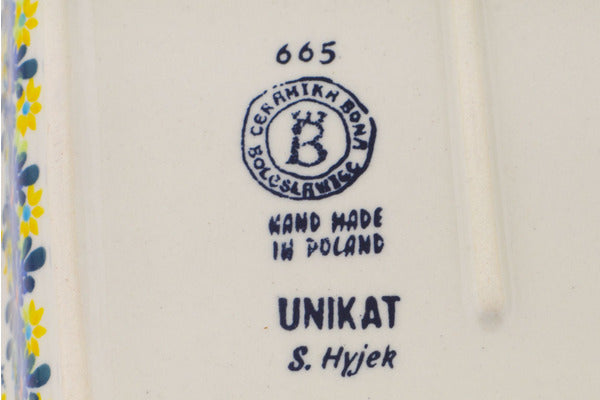 665
CERAMIKA BONA
B
BOLESŁAWIEC
HAND MADE
IN POLAND
UNIKAT
S. Hyjek